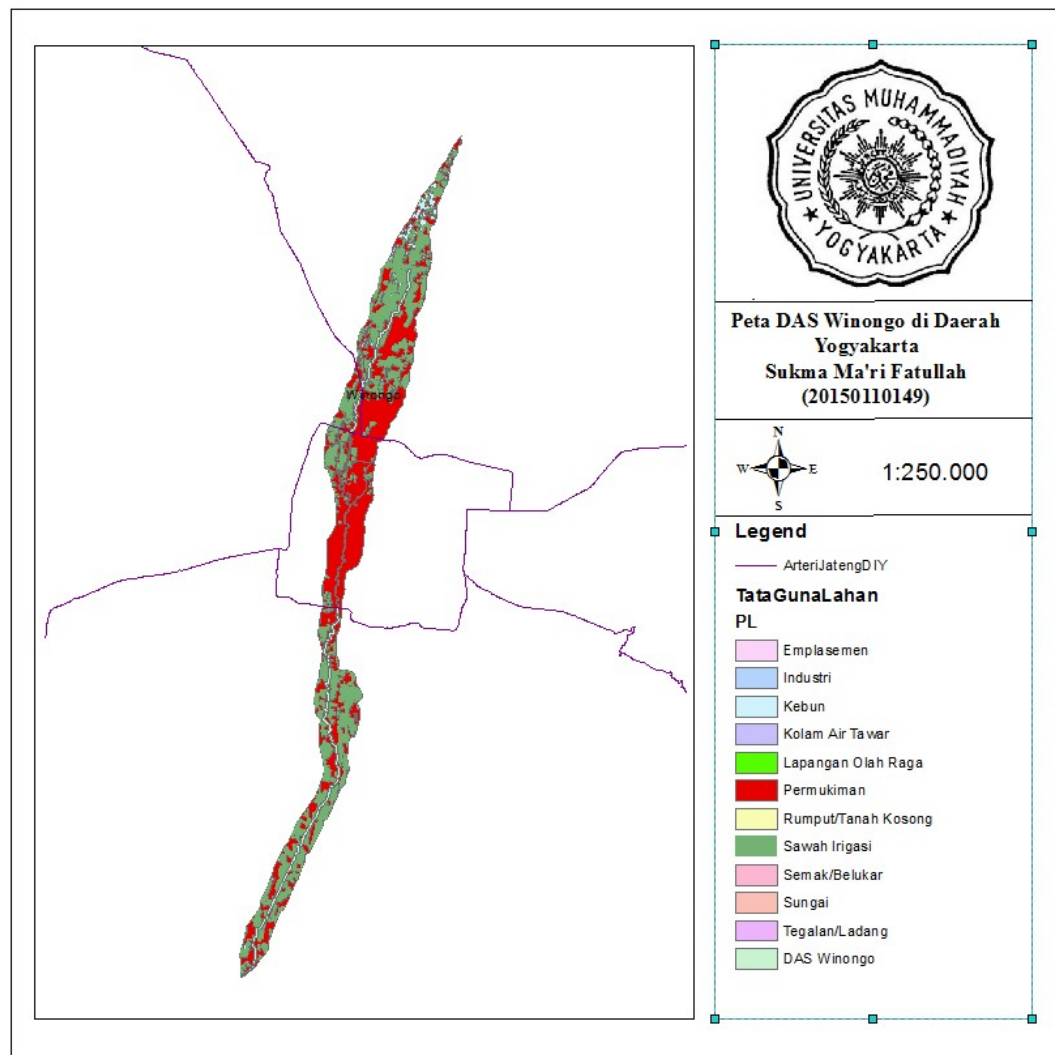 UNIVERSITAS MUHAMMADIYAH
YOGYAKARTA
Peta DAS Winongo di Daerah
Yogyakarta
Sukma Ma'ri Fatullah
(20150110149)
N
W E
S
1:250.000
Legend
ArteriJatengDIY
TataGunaLahan
PL
Emplasemen
Industri
Kebun
Kolam Air Tawar
Lapangan Olah Raga
Permukiman
Rumput/Tanah Kosong
Sawah Irigasi
Semak/Belukar
Sungai
Tegalan/Ladang
DAS Winongo
Winongo